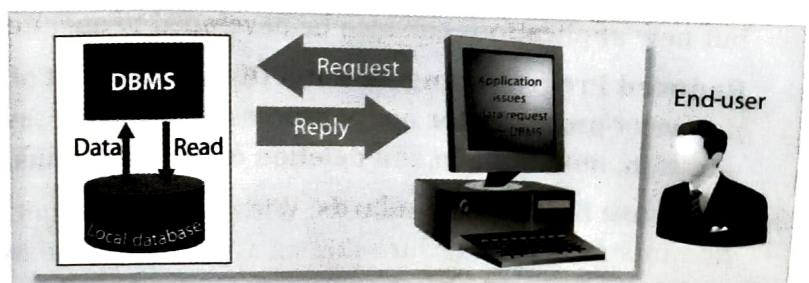 DBMS
Data
Read
Local database
Request
Reply
Application
issues
data request
DBMS
End-user